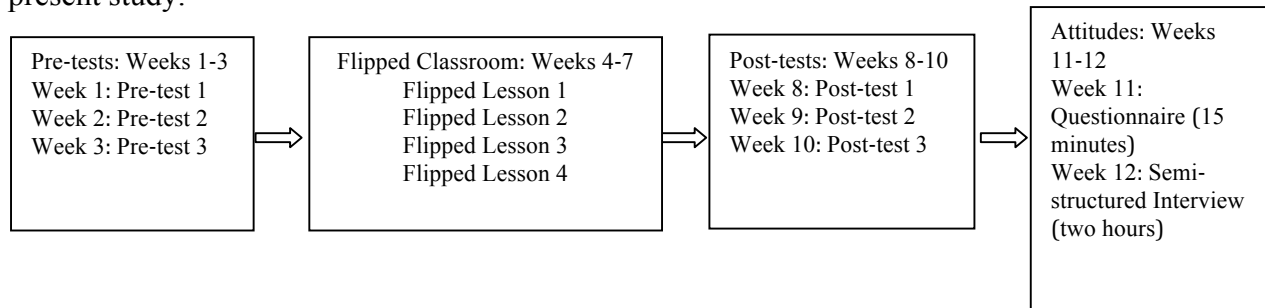 present study.
Pre-tests: Weeks 1-3
Week 1: Pre-test 1
Week 2: Pre-test 2
Week 3: Pre-test 3
Flipped Classroom: Weeks 4-7
Flipped Lesson 1
Flipped Lesson 2
Flipped Lesson 3
Flipped Lesson 4
Post-tests: Weeks 8-10
Week 8: Post-test 1
Week 9: Post-test 2
Week 10: Post-test 3
Attitudes: Weeks
11-12
Week 11:
Questionnaire (15
minutes)
Week 12: Semi-
structured Interview
(two hours)